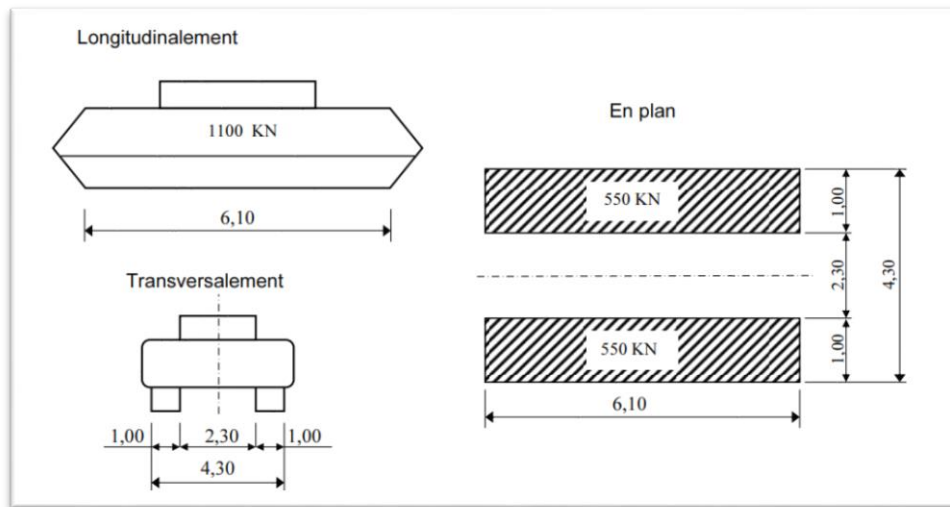 Longitudinalement
1100 KN
6,10
Transversalement
1,00 2,30 1,00
4,30
En plan
550 KN
1,00
2,30
4,30
550 KN
1,00
6,10